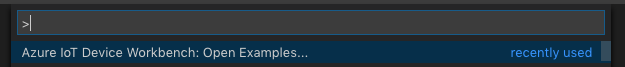 >
Azure IoT Device Workbench: Open Examples... recently used